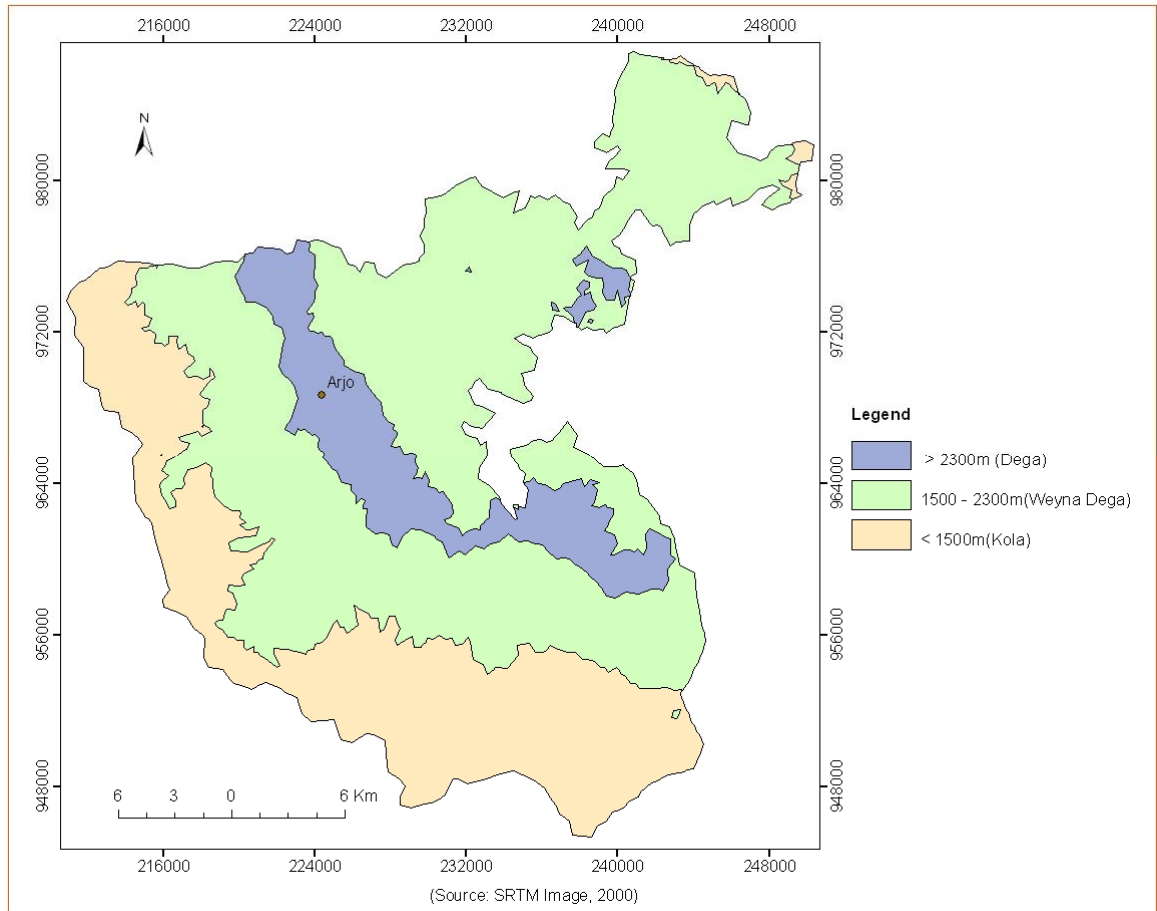 216000 224000 232000 240000 248000
N
980000 980000
972000 972000
Arjo
Legend
> 2300m (Dega)
964000 964000
1500 - 2300m(Weyna Dega)
< 1500m(Kola)
956000 956000
948000 948000
6 3 0 6 Km
216000 224000 232000 240000 248000
(Source: SRTM Image, 2000)